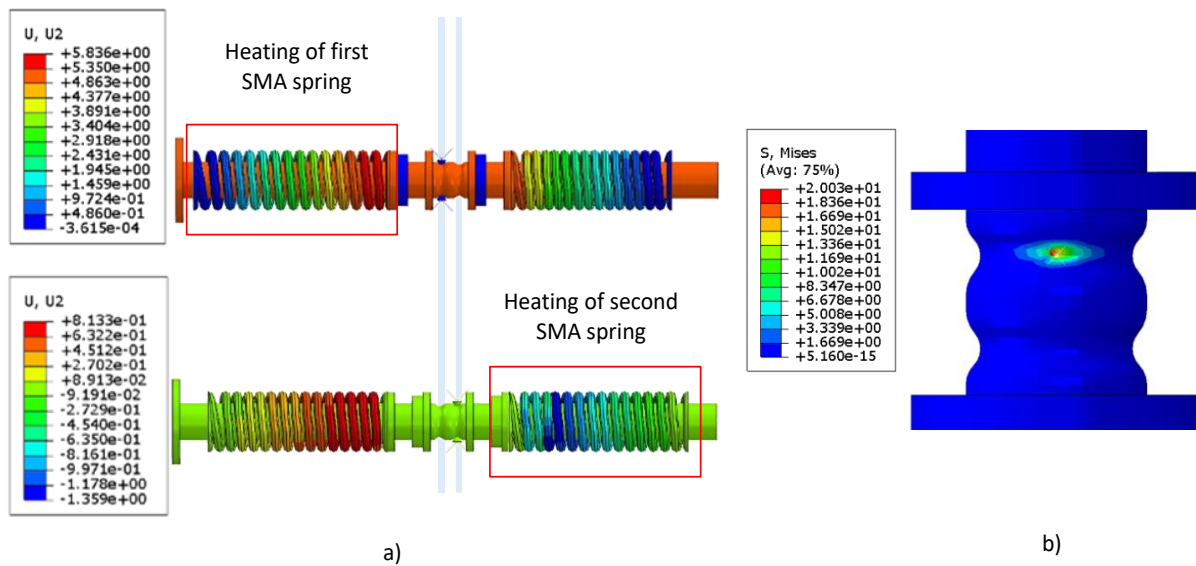 U, U2
+5.836e+00
+5.350e+00
+4.863e+00
+4.377e+00
+3.891e+00
+3.404e+00
+2.918e+00
+2.431e+00
+1.945e+00
+1.459e+00
+9.724e-01
+4.860e-01
-3.615e-04
Heating of first
SMA spring
U, U2
+8.133e-01
+6.322e-01
+4.512e-01
+2.702e-01
+8.913e-02
-9.191e-02
-2.729e-01
-4.540e-01
-6.350e-01
-8.161e-01
-9.971e-01
-1.178e+00
-1.359e+00
Heating of second
SMA spring
a)
S, Mises
(Avg: 75%)
+2.003e+01
+1.836e+01
+1.669e+01
+1.502e+01
+1.336e+01
+1.169e+01
+1.002e+01
+8.347e+00
+6.678e+00
+5.008e+00
+3.339e+00
+1.669e+00
+5.160e-15
b)